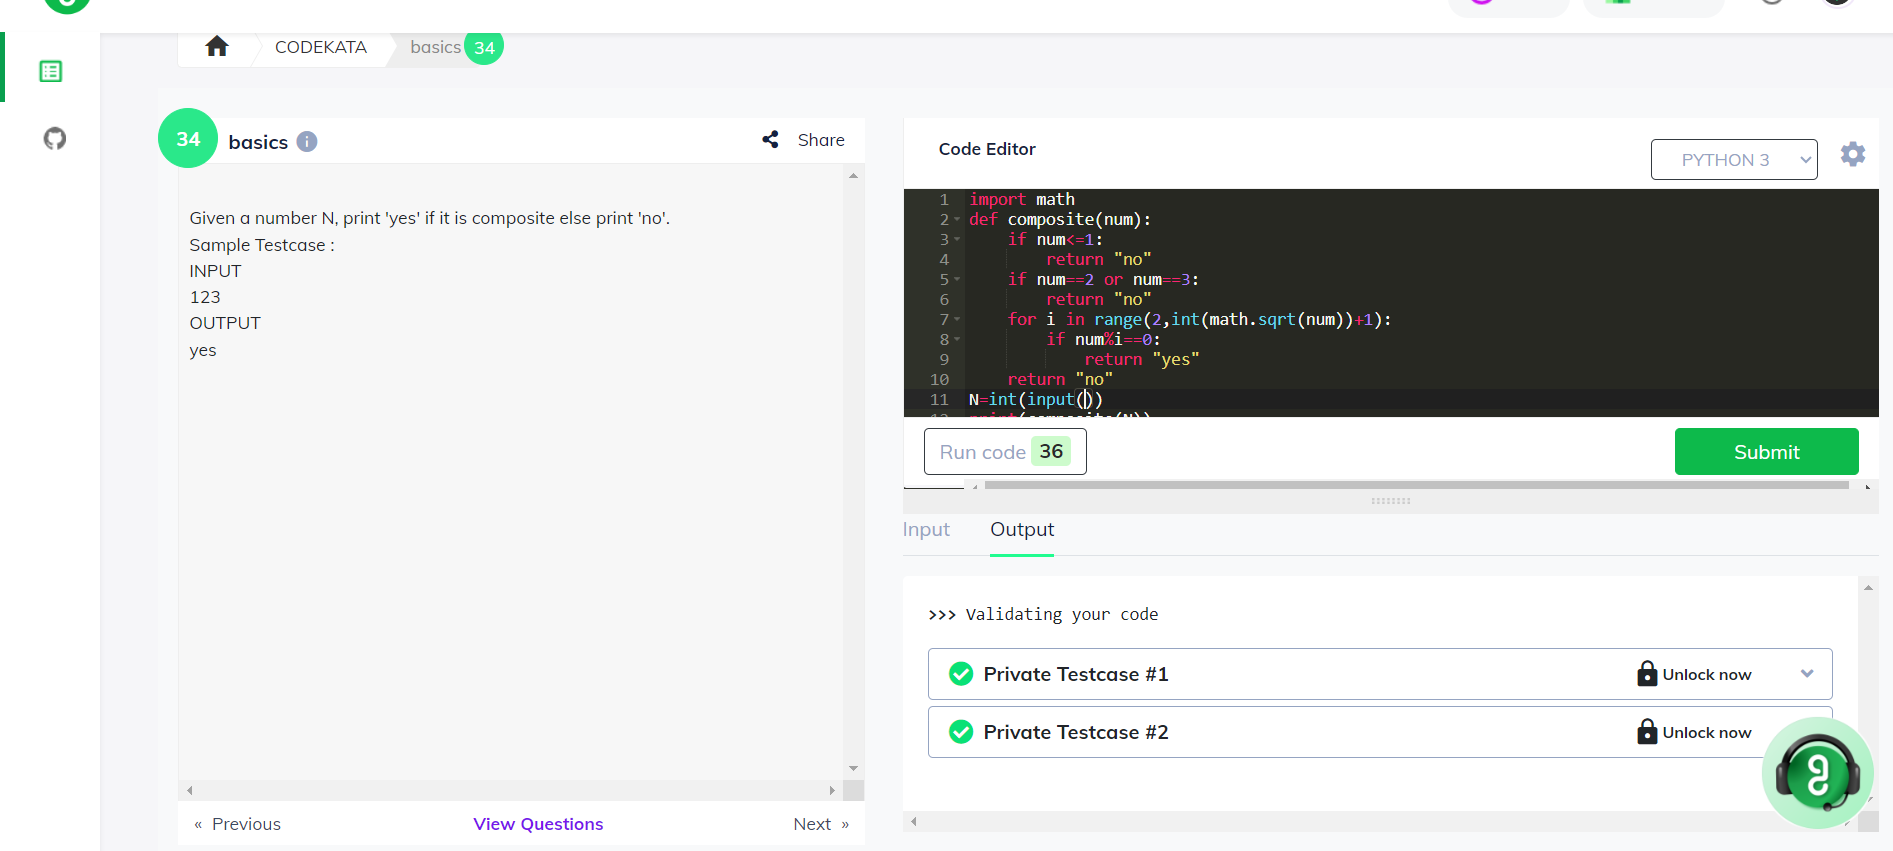 CODEKATA
basics 34
34 basics
Share
Given a number N, print 'yes' if it is composite else print 'no'.
Sample Testcase :
INPUT
123
OUTPUT
yes
« Previous
View Questions
Next »
Code Editor
PYTHON 3
1 import math
2 def composite(num):
3 if num<=1:
4 return "no"
5 if num==2 or num==3:
6 return "no"
7 for i in range(2,int(math.sqrt(num))+1):
8 if num%i==0:
9 return "yes"
10 return "no"
11 N=int(input())
12 print(composite(N))
Run code 36
Submit
Input
Output
>>> Validating your code
Private Testcase #1
Unlock now
Private Testcase #2
Unlock now